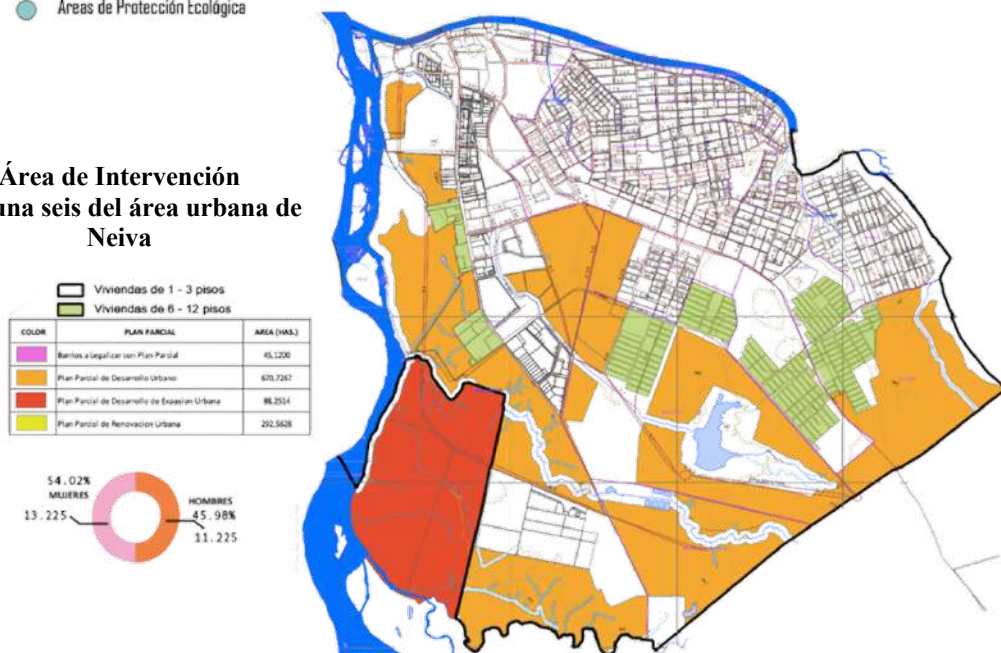 Áreas de Protección Ecológica
Área de Intervención
una seis del área urbana de
Neiva
Viviendas de 1 - 3 pisos
Viviendas de 6 - 12 pisos
COLOR PLAN PARCIAL AREA (HAS.)
Barrios a Legalizar con Plan Parcial 45,1200
Plan Parcial de Desarrollo Urbano 670,7267
Plan Parcial de Desarrollo de Expasion Urbana 86,2514
Plan Parcial de Renovacion Urbana 292,5628
54.02%
MUJERES
13.225
HOMBRES
45.98%
11.225